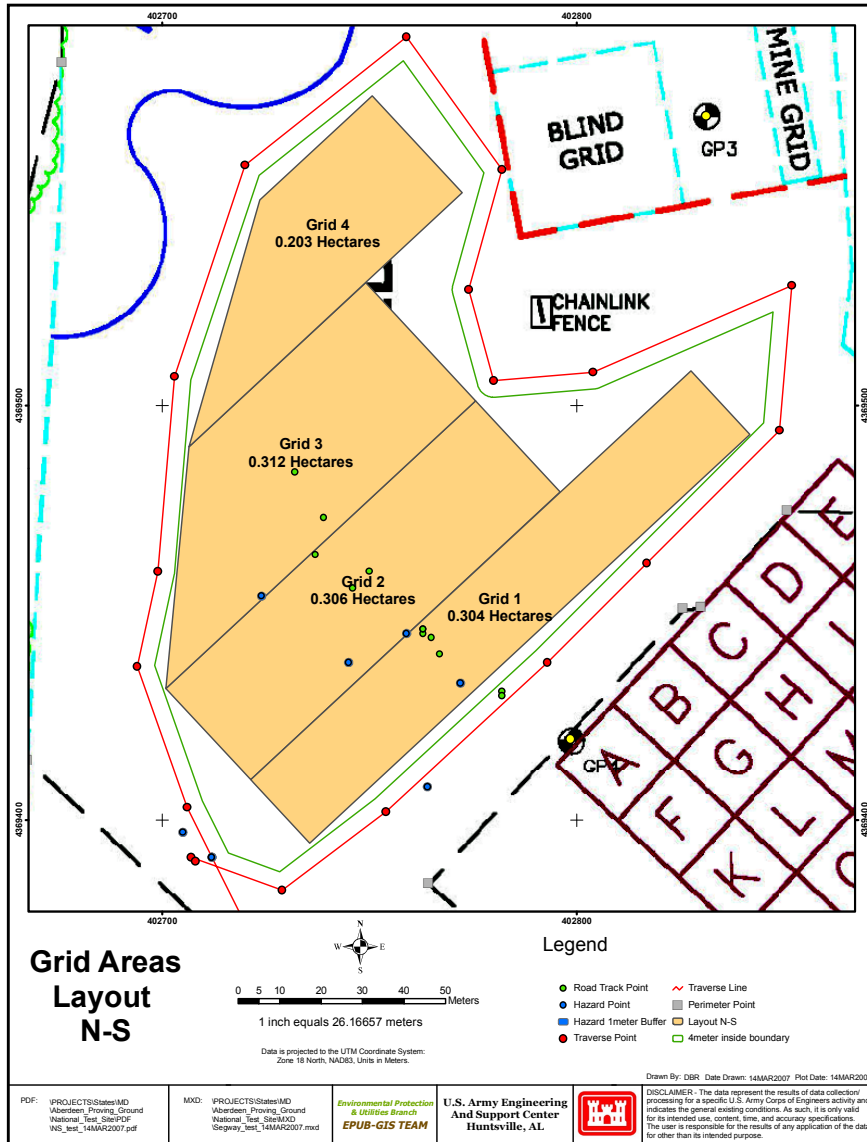 402700
402800
BLIND
GRID
MINE GRID
GP3
Grid 4
0.203 Hectares
CHAINLINK
FENCE
4369500
4369500
Grid 3
0.312 Hectares
Grid 2
0.306 Hectares
Grid 1
0.304 Hectares
E
D
C
I
B
H
A
G
GP4
F
L
K
4369400
4369400
402700
402800
Grid Areas
Layout
N-S
N
W
E
S
0 5 10 20 30 40 50
Meters
1 inch equals 26.16657 meters
Data is projected to the UTM Coordinate System:
Zone 18 North, NAD83, Units in Meters.
Legend
Road Track Point
Hazard Point
Hazard 1meter Buffer
Traverse Point
Traverse Line
Perimeter Point
Layout N-S
4meter inside boundary
Drawn By: DBR Date Drawn: 14MAR2007 Plot Date: 14MAR200
PDF: \PROJECTS\States\MD
\Aberdeen_Proving_Ground
\National_Test_Site\PDF
\NS_test_14MAR2007.pdf
MXD: \PROJECTS\States\MD
\Aberdeen_Proving_Ground
\National_Test_Site\MXD
\Segway_test_14MAR2007.mxd
Environmental Protection
& Utilities Branch
EPUB-GIS TEAM
U.S. Army Engineering
And Support Center
Huntsville, AL
DISCLAIMER - The data represent the results of data collection/
processing for a specific U.S. Army Corps of Engineers activity and
indicates the general existing conditions. As such, it is only valid
for its intended use, content, time, and accuracy specifications.
The user is responsible for the results of any application of the data
for other than its intended purpose.